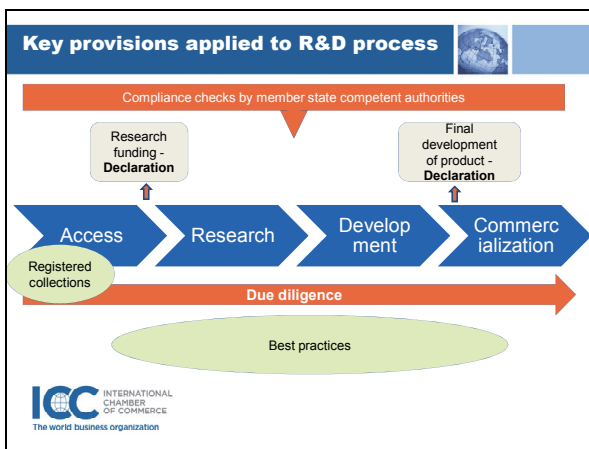 Key provisions applied to R&D process
Compliance checks by member state competent authorities
Research
funding -
Declaration
Final
development
of product -
Declaration
Access
Research
Develop
ment
Commerc
ialization
Registered
collections
Due diligence
Best practices
ICC
INTERNATIONAL
CHAMBER
OF COMMERCE
The world business organization